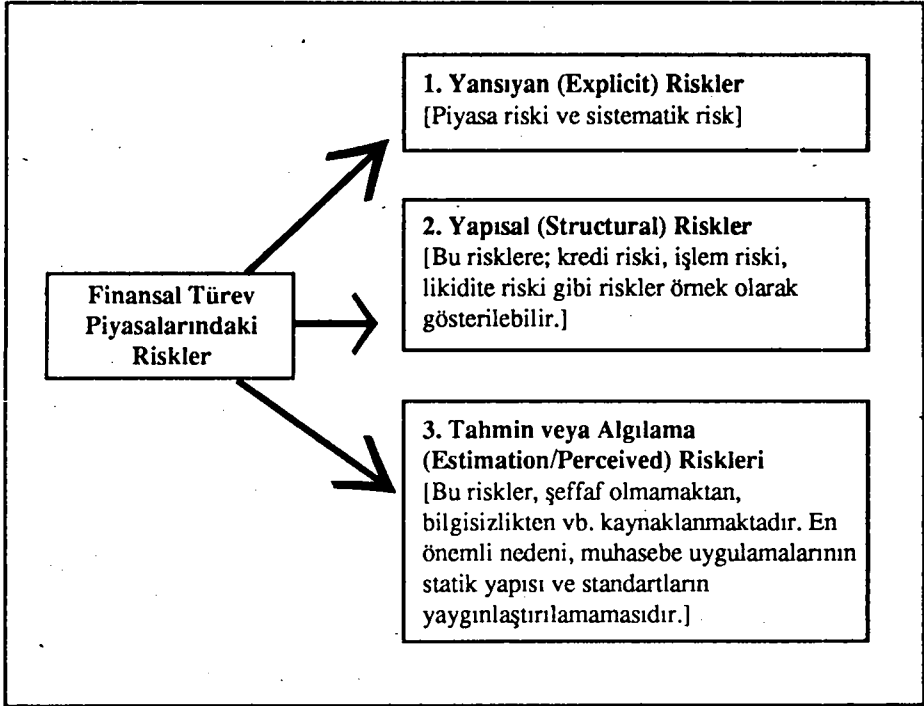 1. Yansıyan (Explicit) Riskler
[Piyasa riski ve sistematik risk]
2. Yapısal (Structural) Riskler
[Bu risklere; kredi riski, işlem riski,
likidite riski gibi riskler örnek olarak
gösterilebilir.]
Finansal Türev
Piyasalarındaki
Riskler
3. Tahmin veya Algılama
(Estimation/Perceived) Riskleri
[Bu riskler, şeffaf olmamaktan,
bilgisizlikten vb. kaynaklanmaktadır. En
önemli nedeni, muhasebe uygulamalarının
statik yapısı ve standartların
yaygınlaştırılamamasıdır.]